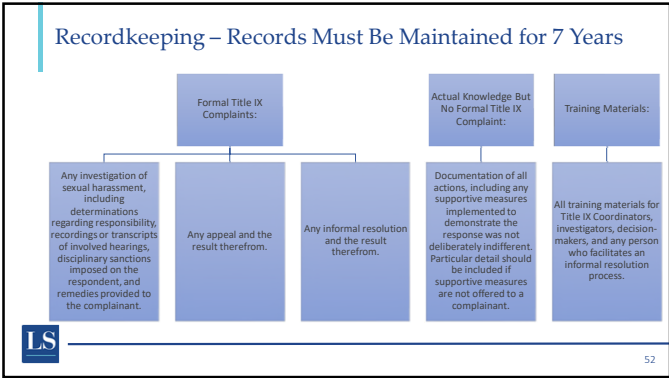 Recordkeeping – Records Must Be Maintained for 7 Years
Formal Title IX
Complaints:
Any investigation of
sexual harassment,
including
determinations
regarding responsibility,
recordings or transcripts
of involved hearings,
disciplinary sanctions
imposed on the
respondent, and
remedies provided to
the complainant.
Any appeal and the
result therefrom.
Any informal resolution
and the result
therefrom.
Actual Knowledge But
No Formal Title IX
Complaint:
Documentation of all
actions, including any
supportive measures
implemented to
demonstrate the
response was not
deliberately indifferent.
Particular detail should
be included if
supportive measures
are not offered to a
complainant.
Training Materials:
All training materials for
Title IX Coordinators,
investigators, decision-
makers, and any person
who facilitates an
informal resolution
process.
LS
52